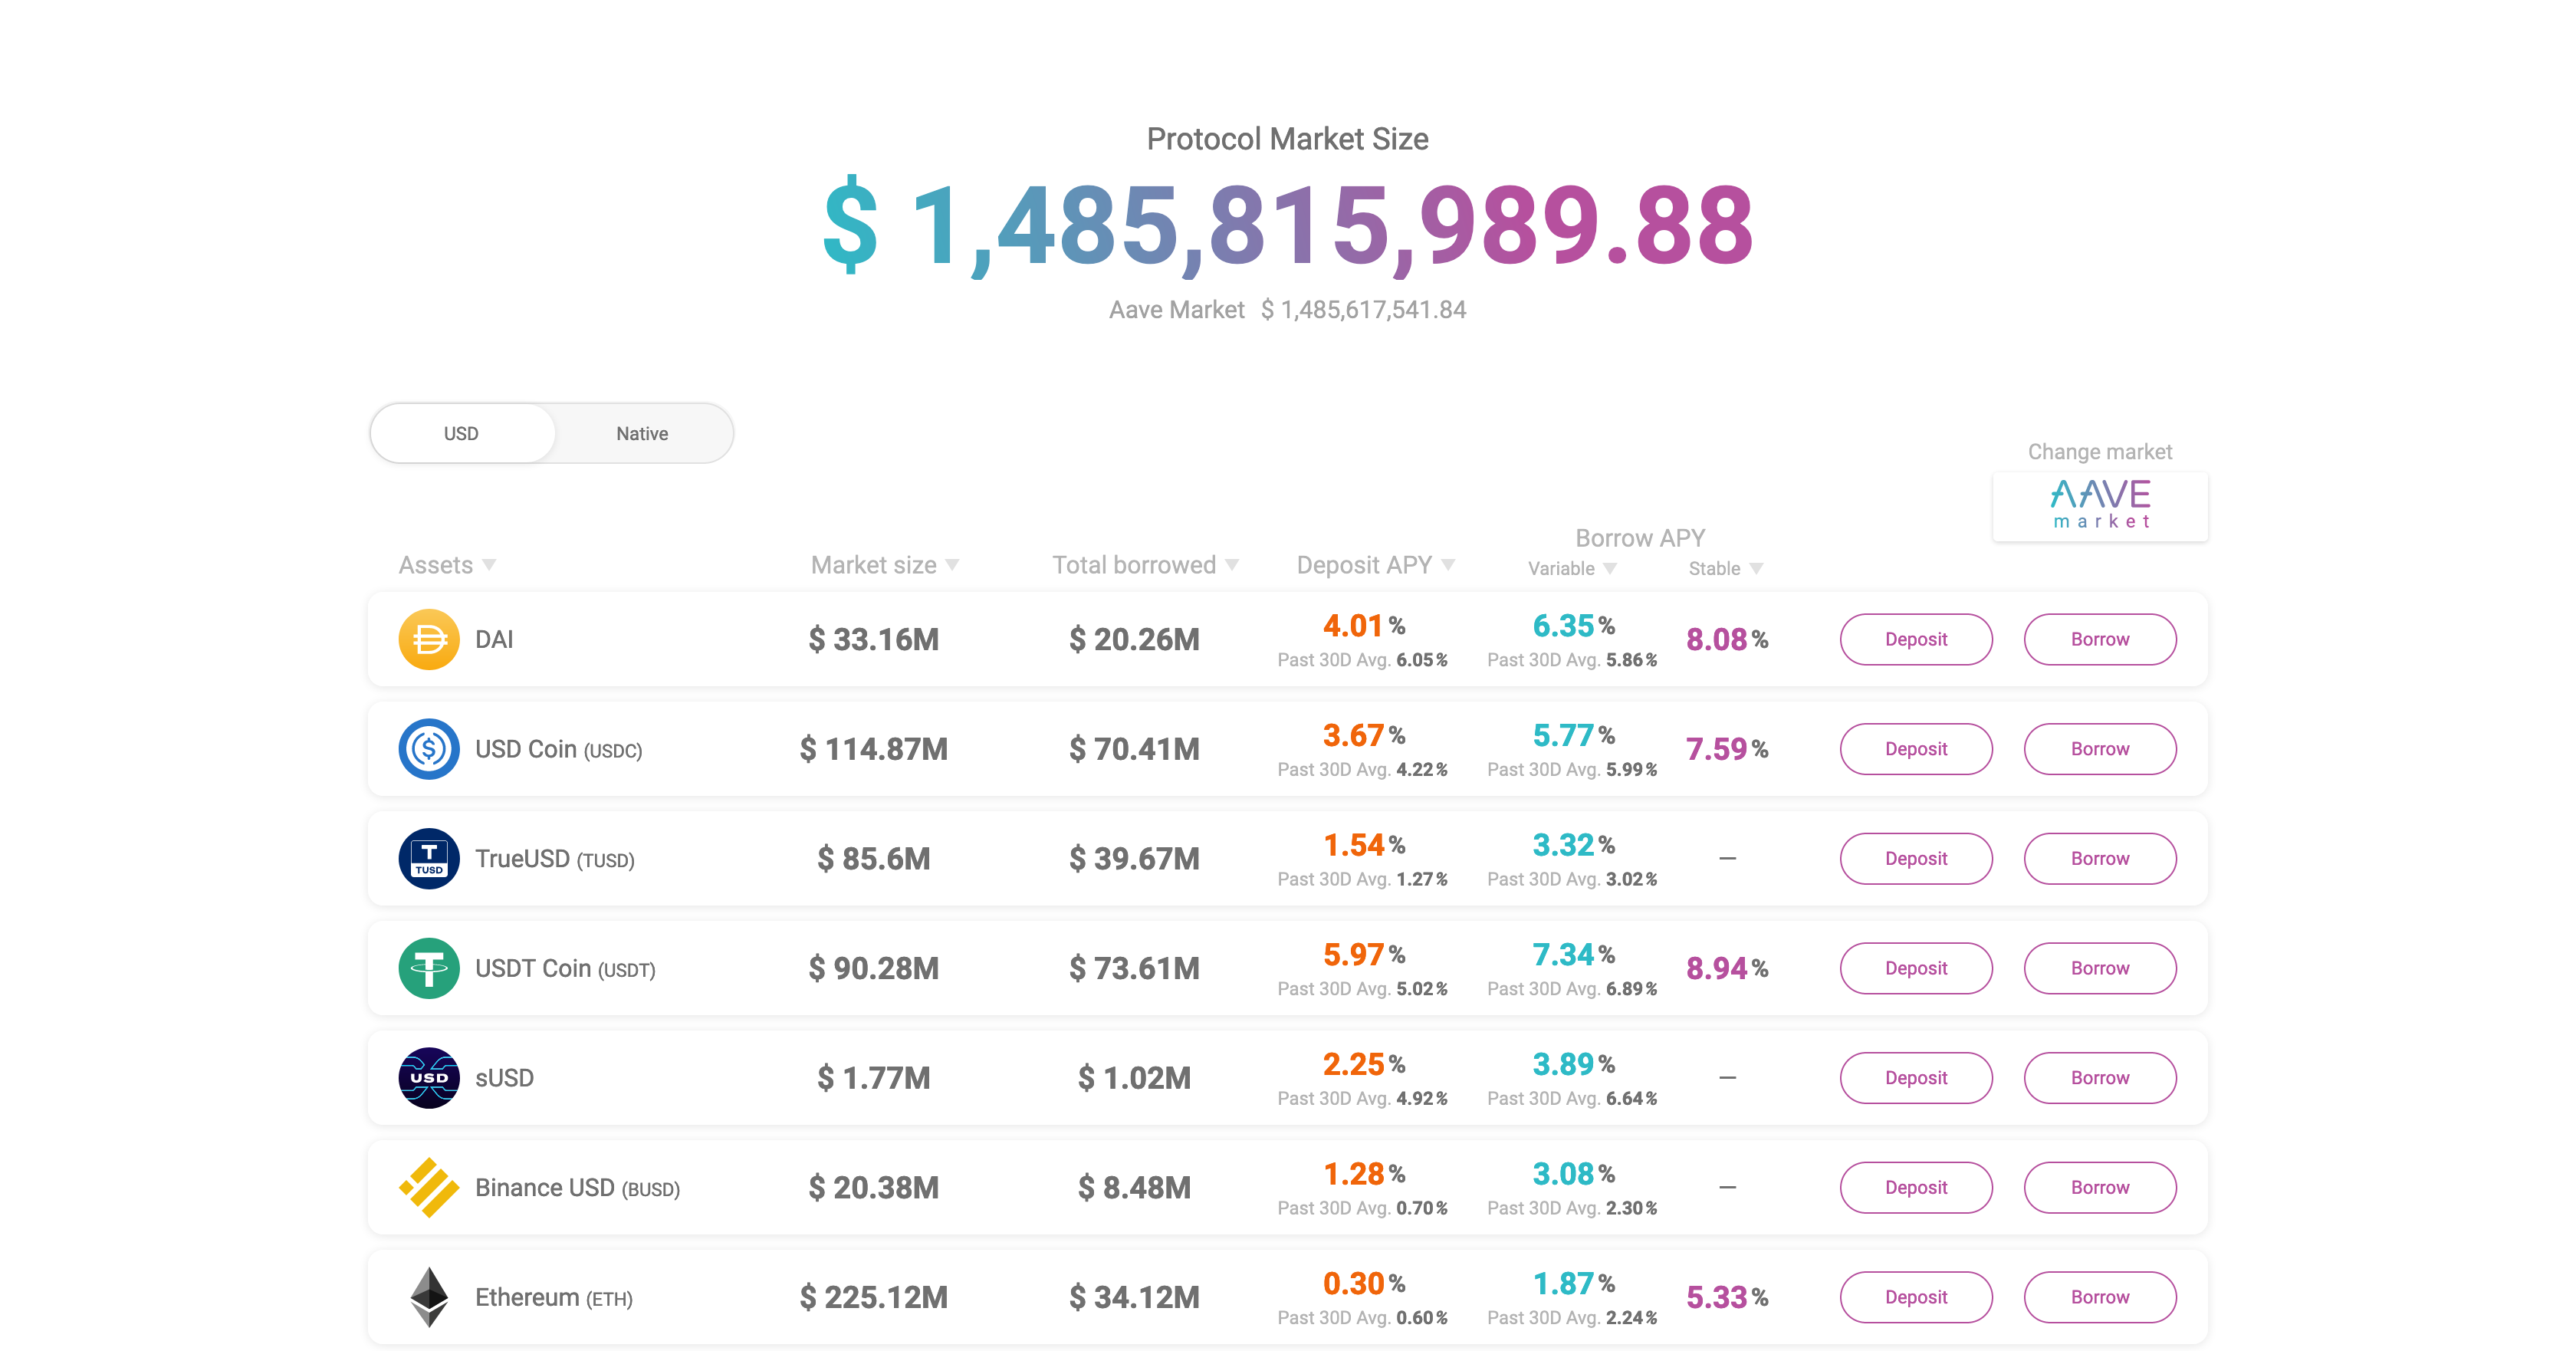 Protocol Market Size
$ 1,485,815,989.88
Aave Market $ 1,485,617,541.84
USD Native
Change market
AAVE
market
Borrow APY
Assets Market size Total borrowed Deposit APY Variable Stable
DAI $ 33.16M $ 20.26M 4.01 % 6.35 % 8.08 % Deposit Borrow
Past 30D Avg. 6.05 % Past 30D Avg. 5.86 %
USD Coin (USDC) $ 114.87M $ 70.41M 3.67 % 5.77 % 7.59 % Deposit Borrow
Past 30D Avg. 4.22 % Past 30D Avg. 5.99 %
T
TUSD
TrueUSD (TUSD) $ 85.6M $ 39.67M 1.54 % 3.32 % – Deposit Borrow
Past 30D Avg. 1.27 % Past 30D Avg. 3.02 %
USDT Coin (USDT) $ 90.28M $ 73.61M 5.97 % 7.34 % 8.94 % Deposit Borrow
Past 30D Avg. 5.02 % Past 30D Avg. 6.89 %
USD sUSD $ 1.77M $ 1.02M 2.25 % 3.89 % – Deposit Borrow
Past 30D Avg. 4.92 % Past 30D Avg. 6.64 %
Binance USD (BUSD) $ 20.38M $ 8.48M 1.28 % 3.08 % – Deposit Borrow
Past 30D Avg. 0.70 % Past 30D Avg. 2.30 %
Ethereum (ETH) $ 225.12M $ 34.12M 0.30 % 1.87 % 5.33 % Deposit Borrow
Past 30D Avg. 0.60 % Past 30D Avg. 2.24 %